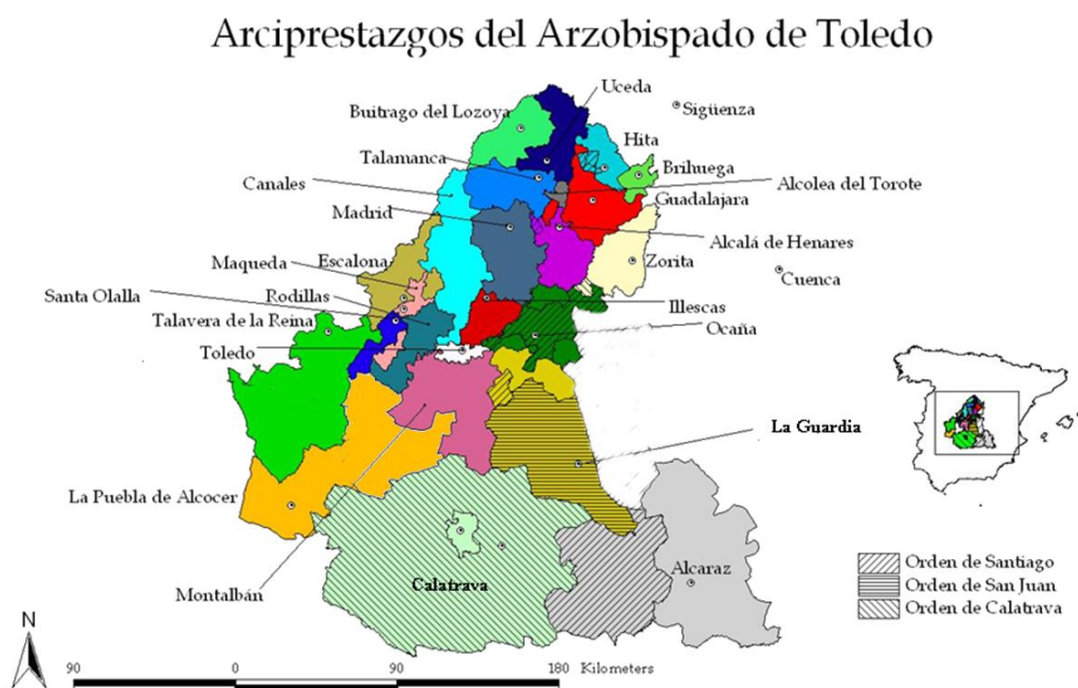 Arciprestazgos del Arzobispado de Toledo
Uceda
Sigüenza
Buitrago del Lozoya
Hita
Talamanca
Brihuega
Canales
Alcolea del Torote
Guadalajara
Madrid
Alcalá de Henares
Escalona
Maqueda
Zorita
Cuenca
Rodillas
Santa Olalla
Illescas
Talavera de la Reina
Ocaña
Toledo
La Guardia
La Puebla de Alcocer
Orden de Santiago
Alcaraz
Calatrava
Orden de San Juan
Montalbán
Orden de Calatrava
N
90 0 90 180 Kilometers